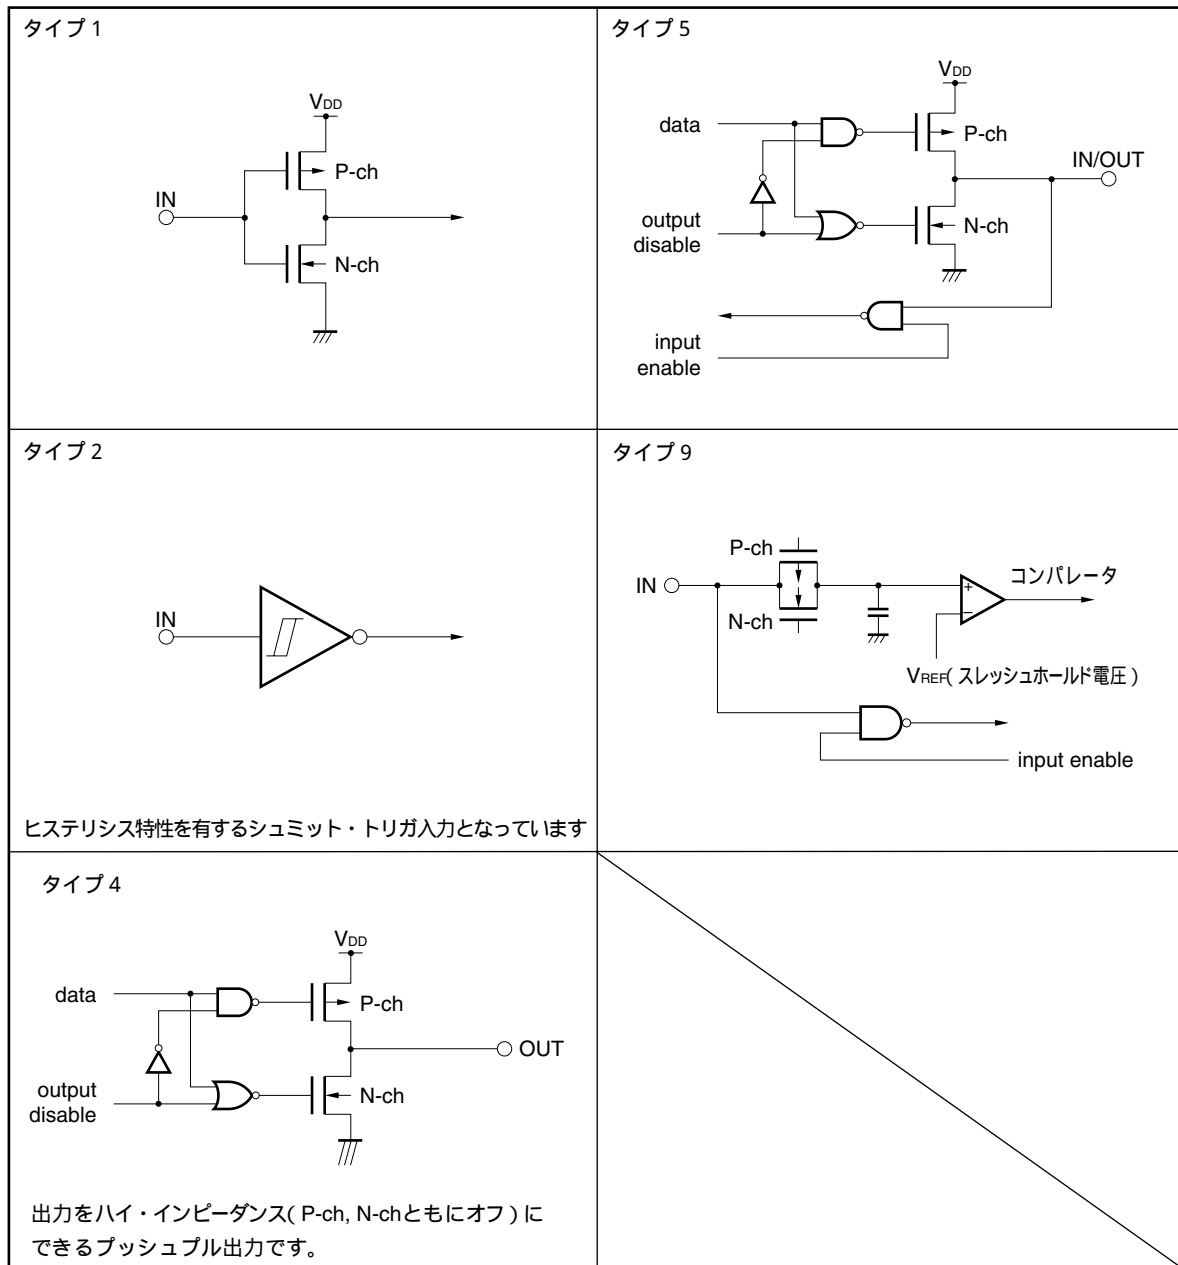 タイプ 1
VDD
P-ch
IN
N-ch
タイプ 5
VDD
data
P-ch
IN/OUT
output
disable
N-ch
input
enable
タイプ 2
IN
ヒステリシス特性を有するシュミット・トリガ入力となっています
タイプ 9
P-ch
IN
N-ch
コンパレータ
+
−
VREF(スレッシュホールド電圧)
input enable
タイプ 4
VDD
data
P-ch
OUT
output
disable
N-ch
出力をハイ・インピーダンス(P-ch, N-chともにオフ)に
できるプッシュプル出力です。